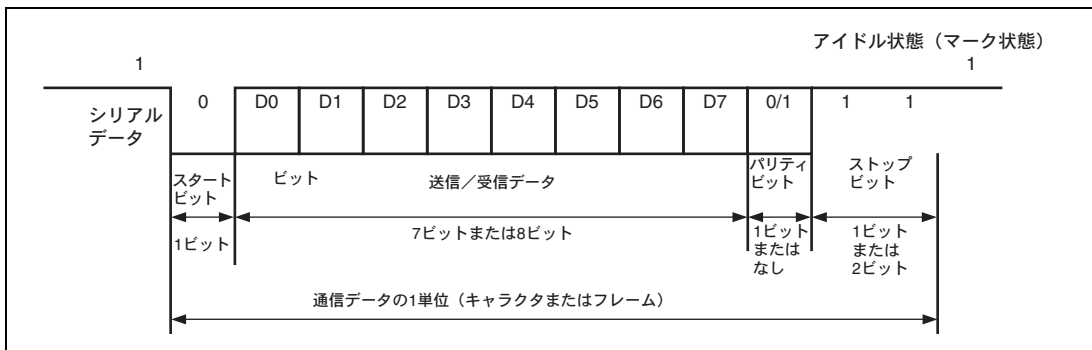 アイドル状態（マーク状態）
1
1
シリアル
データ
0
D0 D1 D2 D3 D4 D5 D6 D7
0/1
1 1
スタート
ビット
ビット
送信／受信データ
パリティ
ビット
ストップ
ビット
1ビット
7ビットまたは8ビット
1ビット
または
なし
1ビット
または
2ビット
通信データの1単位（キャラクタまたはフレーム）